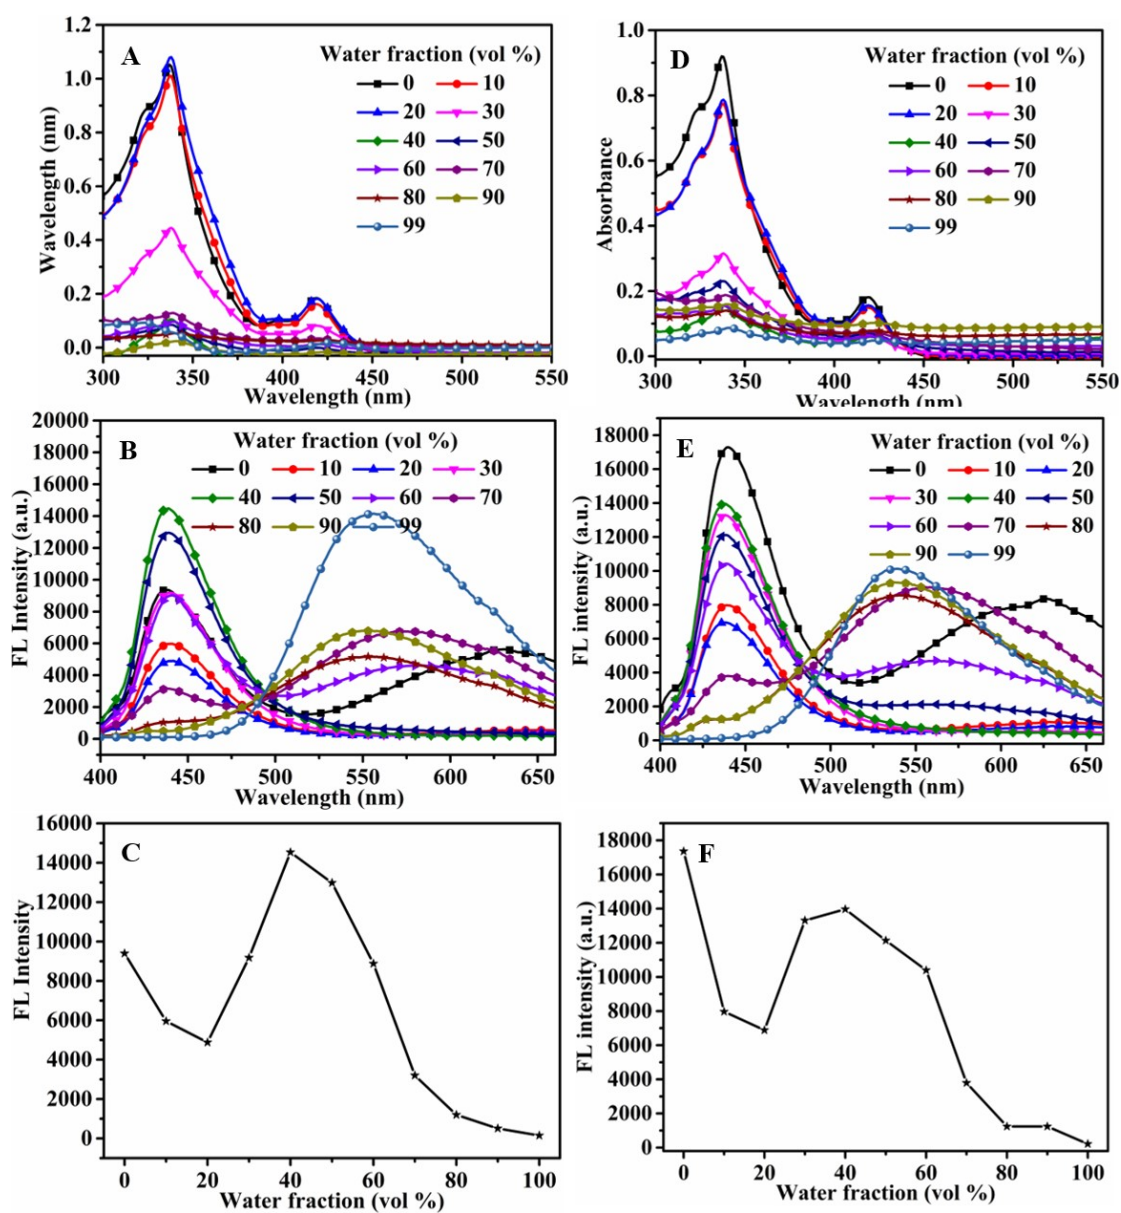 A
Water fraction (vol %)
0 10
20 30
40 50
60 70
80 90
99
1.2
1.0
0.8
0.6
0.4
0.2
0.0
Wavelength (nm)
300 350 400 450 500 550
Wavelength (nm)
D
Water fraction (vol %)
0 10
20 30
40 50
60 70
80 90
99
1.0
0.8
0.6
0.4
0.2
0.0
Absorbance
300 350 400 450 500 550
Wavelength (nm)
B
Water fraction (vol %)
0 10 20 30
40 50 60 70
80 90 99
20000
18000
16000
14000
12000
10000
8000
6000
4000
2000
0
FL Intensity (a.u.)
400 450 500 550 600 650
Wavelength (nm)
E
Water fraction (vol %)
0 10 20
30 40 50
60 70 80
90 99
18000
16000
14000
12000
10000
8000
6000
4000
2000
0
FL intensity (a.u.)
400 450 500 550 600 650
Wavelength (nm)
C
16000
14000
12000
10000
8000
6000
4000
2000
0
FL Intensity
0 20 40 60 80 100
Water fraction (vol %)
F
18000
16000
14000
12000
10000
8000
6000
4000
2000
0
FL intensity (a.u.)
0 20 40 60 80 100
Water fraction (vol %)